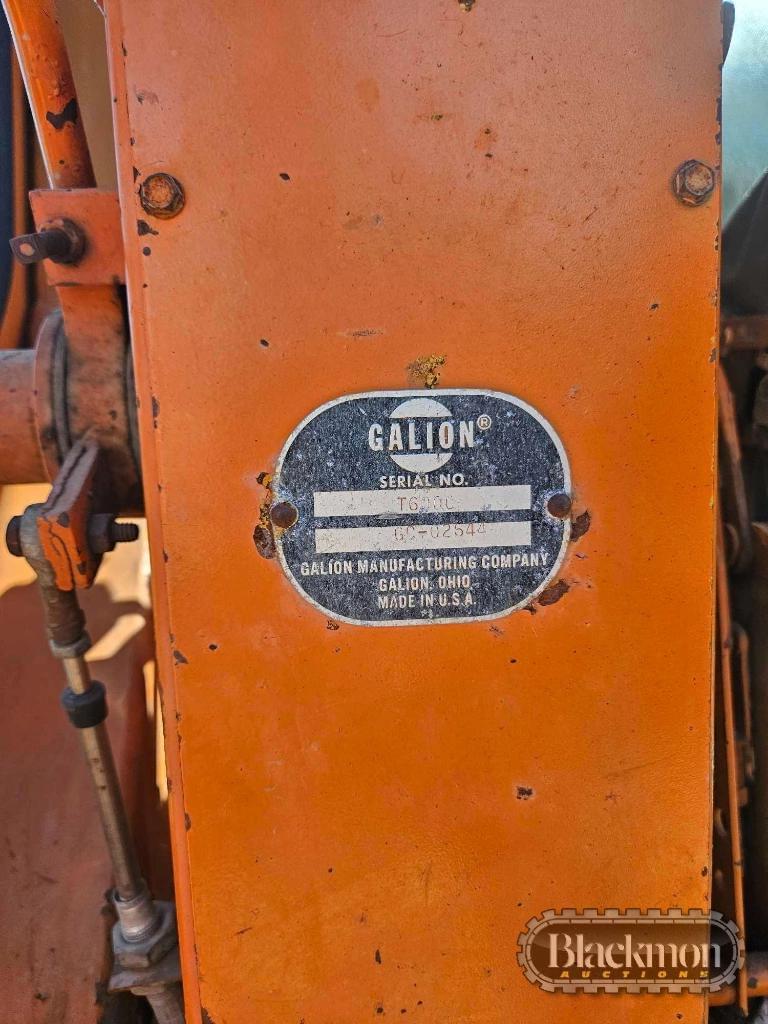 GALION®
SERIAL NO.
GALION MANUFACTURING COMPANY
GALION, OHIO
MADE IN U.S.A.
Blackmon
AUCTIONS